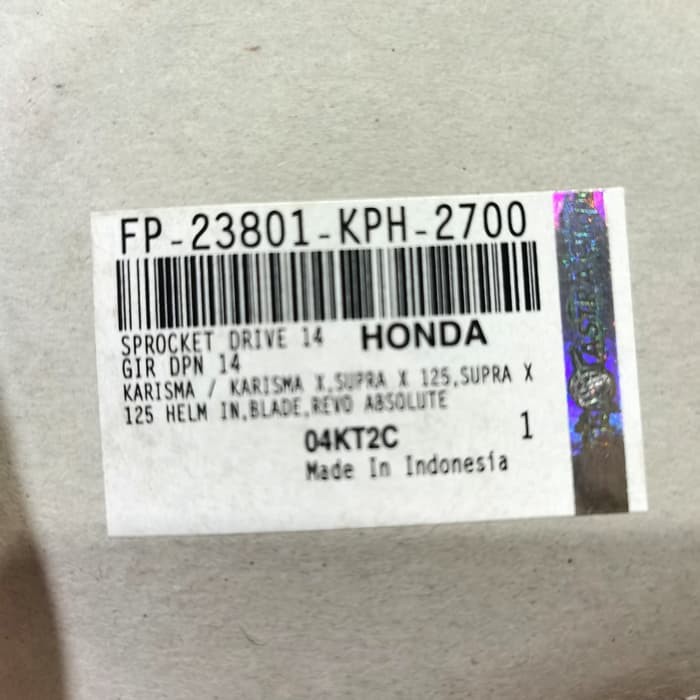 FP-23801-KPH-2700
SPROCKET DRIVE 14 HONDA
GIR DPN 14
KARISMA / KARISMA X,SUPRA X 125,SUPRA X
125 HELM IN,BLADE,REVO ABSOLUTE
04KT2C 1
Made In Indonesia
ASTRA